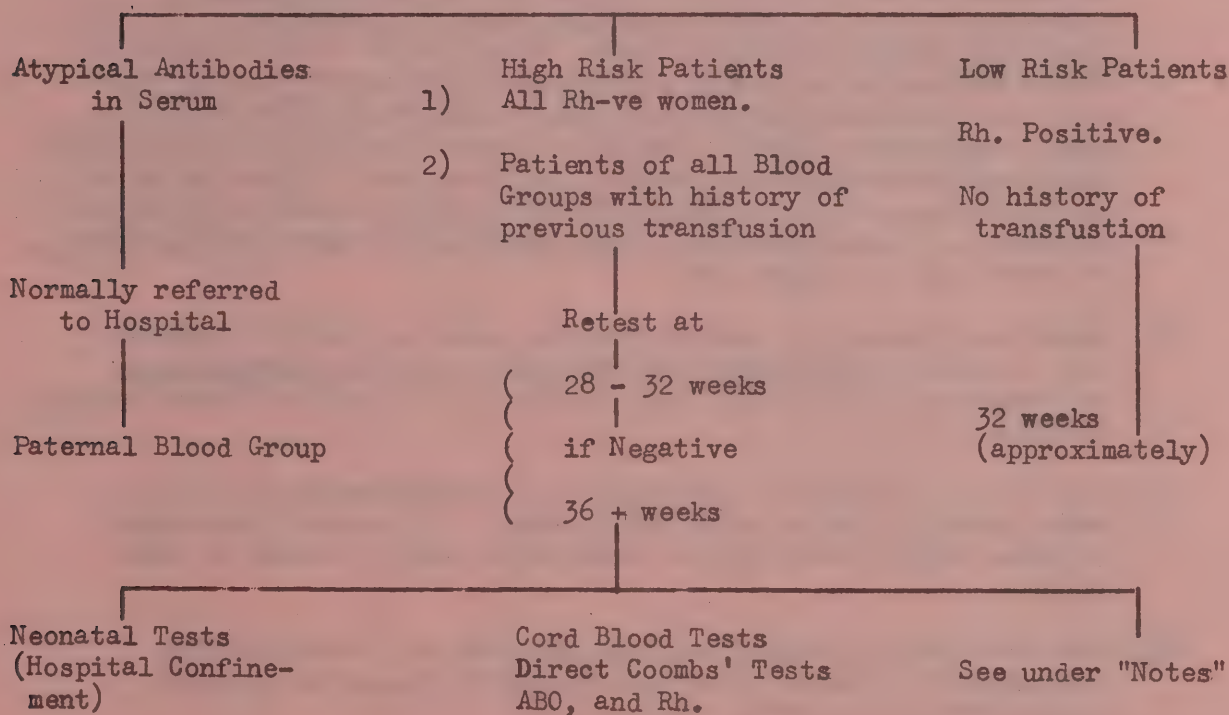 Atypical Antibodies
in Serum
High Risk Patients
1) All Rh-ve women.
2) Patients of all Blood
Groups with history of
previous transfusion
Low Risk Patients
Rh. Positive.
No history of
transfustion
Normally referred
to Hospital
Retest at
( 28 - 32 weeks
(
Paternal Blood Group
( if Negative
(
( 36 + weeks
32 weeks
(approximately)
Neonatal Tests
(Hospital Confine-
ment)
Cord Blood Tests
Direct Coombs' Tests
ABO, and Rh.
See under "Notes"